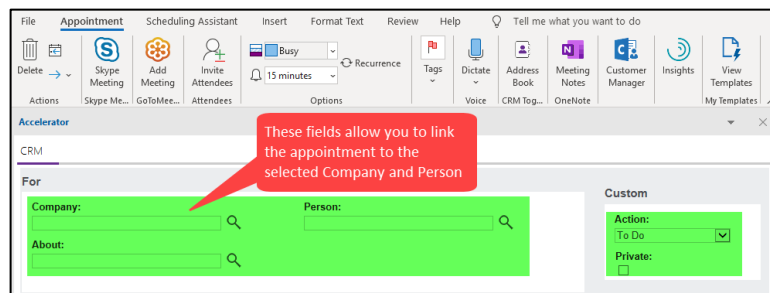 File Appointment Scheduling Assistant Insert Format Text Review Help Tell me what you want to do
Delete
Skype Meeting
Add Meeting
Invite Attendees
Busy
15 minutes
Recurrence
Tags
Dictate
Address Book
Meeting Notes
Customer Manager
Insights
View Templates
Actions Skype Me... GoToMee... Attendees Options Voice CRM Tog... OneNote My Templates
Accelerator
These fields allow you to link
the appointment to the
selected Company and Person
CRM
For
Custom
Company: Person:
Action:
To Do
About:
Private: